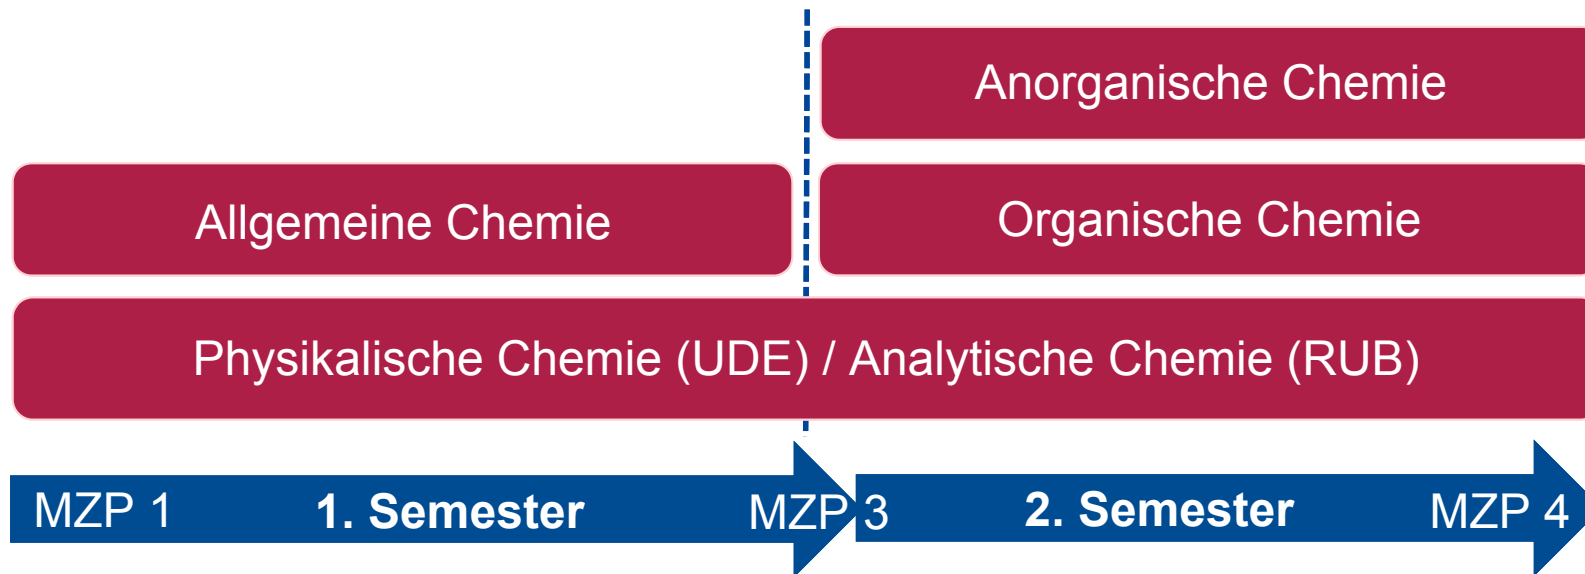 Anorganische Chemie
Allgemeine Chemie
Organische Chemie
Physikalische Chemie (UDE) / Analytische Chemie (RUB)
MZP 1
1. Semester
MZP 3
2. Semester
MZP 4